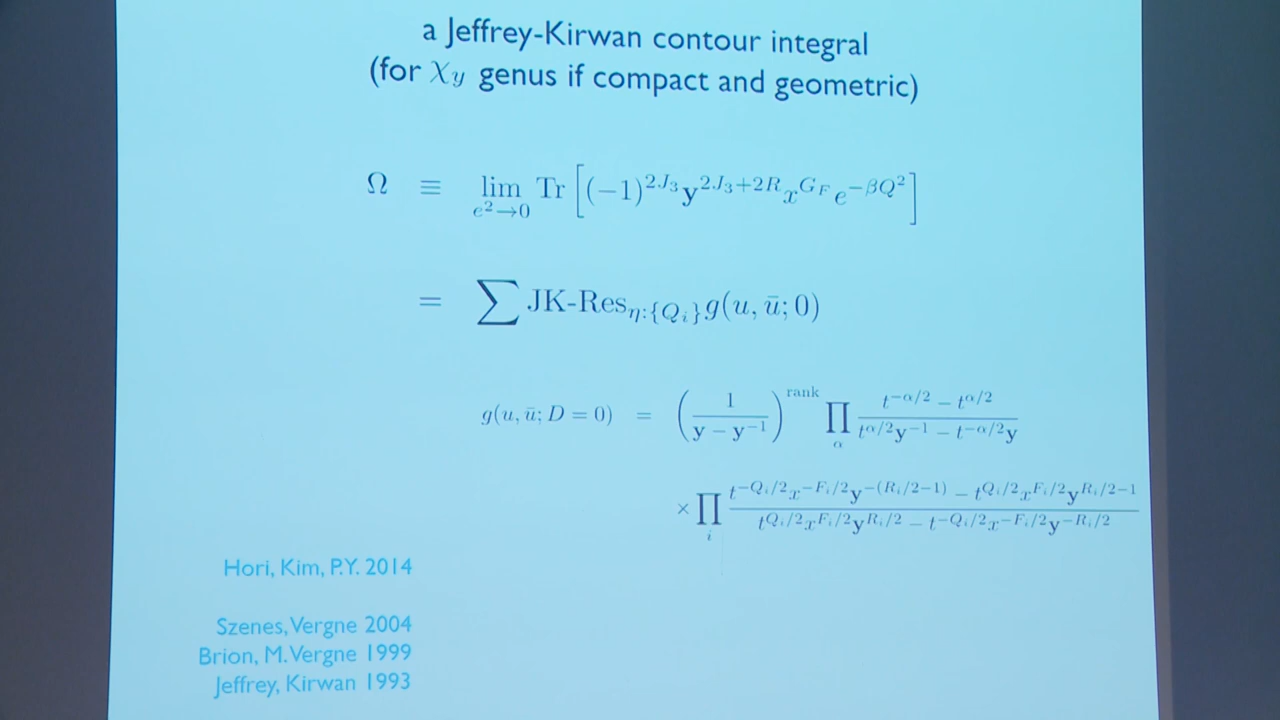 a Jeffrey-Kirwan contour integral
(for χ_y genus if compact and geometric)
Ω ≡ lim_{e²→0} Tr [(−1)^{2J₃} y^{2J₃+2R} x^{G_F} e^{−βQ²}]
= ∑ JK-Res_{η:{Q_i}} g(u, ū; 0)
g(u, ū; D = 0) = (1 / (y − y^{−1}))^{rank} ∏_α (t^{−α/2} − t^{α/2}) / (t^{α/2} y^{−1} − t^{−α/2} y)
× ∏_i (t^{−Q_i/2} x^{−F_i/2} y^{−(R_i/2−1)} − t^{Q_i/2} x^{F_i/2} y^{R_i/2−1}) / (t^{Q_i/2} x^{F_i/2} y^{R_i/2} − t^{−Q_i/2} x^{−F_i/2} y^{−R_i/2})
Hori, Kim, P.Y. 2014
Szenes, Vergne 2004
Brion, M. Vergne 1999
Jeffrey, Kirwan 1993